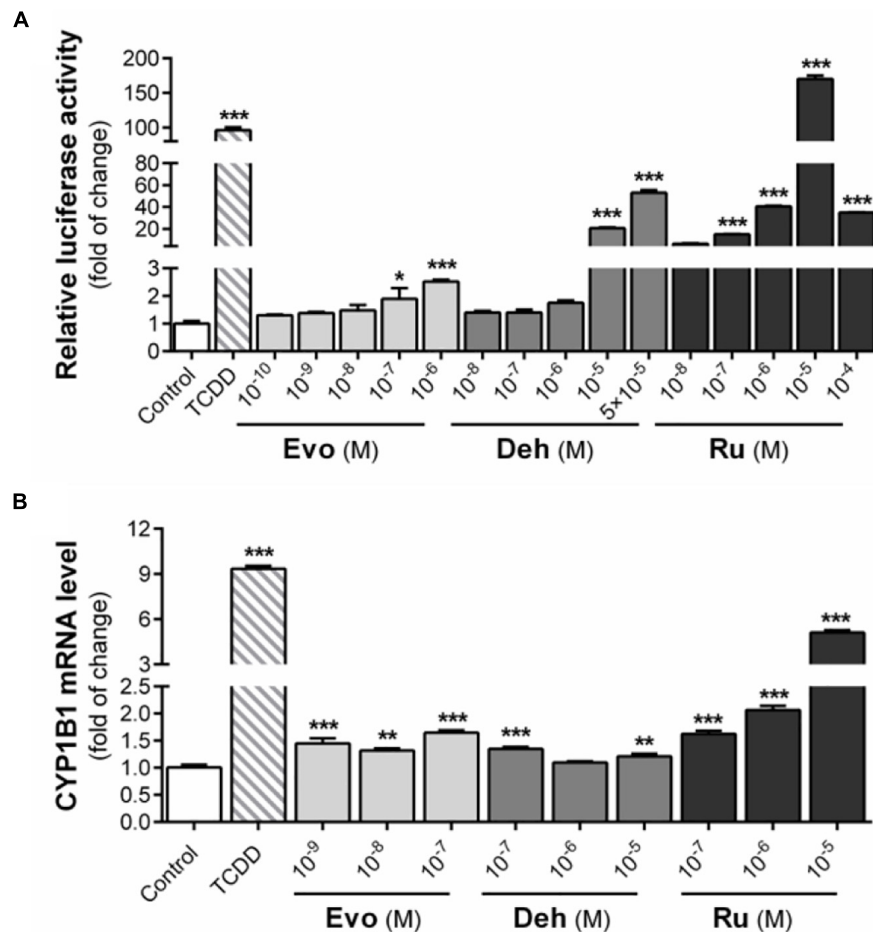 A
Relative luciferase activity
(fold of change)
200
150
100
80
60
40
20
3
2
1
0
***
* ***
*** ***
*** *** *** ***
Control TCDD 10⁻¹⁰ 10⁻⁹ 10⁻⁸ 10⁻⁷ 10⁻⁶ 10⁻⁸ 10⁻⁷ 10⁻⁶ 10⁻⁵ 5×10⁻⁵ 10⁻⁸ 10⁻⁷ 10⁻⁶ 10⁻⁵ 10⁻⁴
Evo (M) Deh (M) Ru (M)
B
CYP1B1 mRNA level
(fold of change)
12
9
6
3
2.5
2.0
1.5
1.0
0.5
0.0
***
*** ** ***
*** **
*** *** ***
Control TCDD 10⁻⁹ 10⁻⁸ 10⁻⁷ 10⁻⁷ 10⁻⁶ 10⁻⁵ 10⁻⁷ 10⁻⁶ 10⁻⁵
Evo (M) Deh (M) Ru (M)